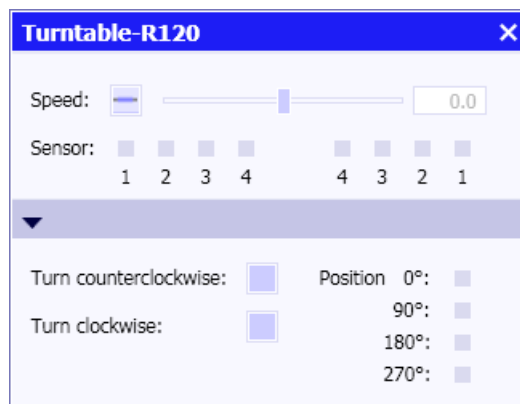 Turntable-R120
Speed: 0.0
Sensor:
1 2 3 4 4 3 2 1
Turn counterclockwise: Position 0°:
90°:
Turn clockwise:
180°:
270°: